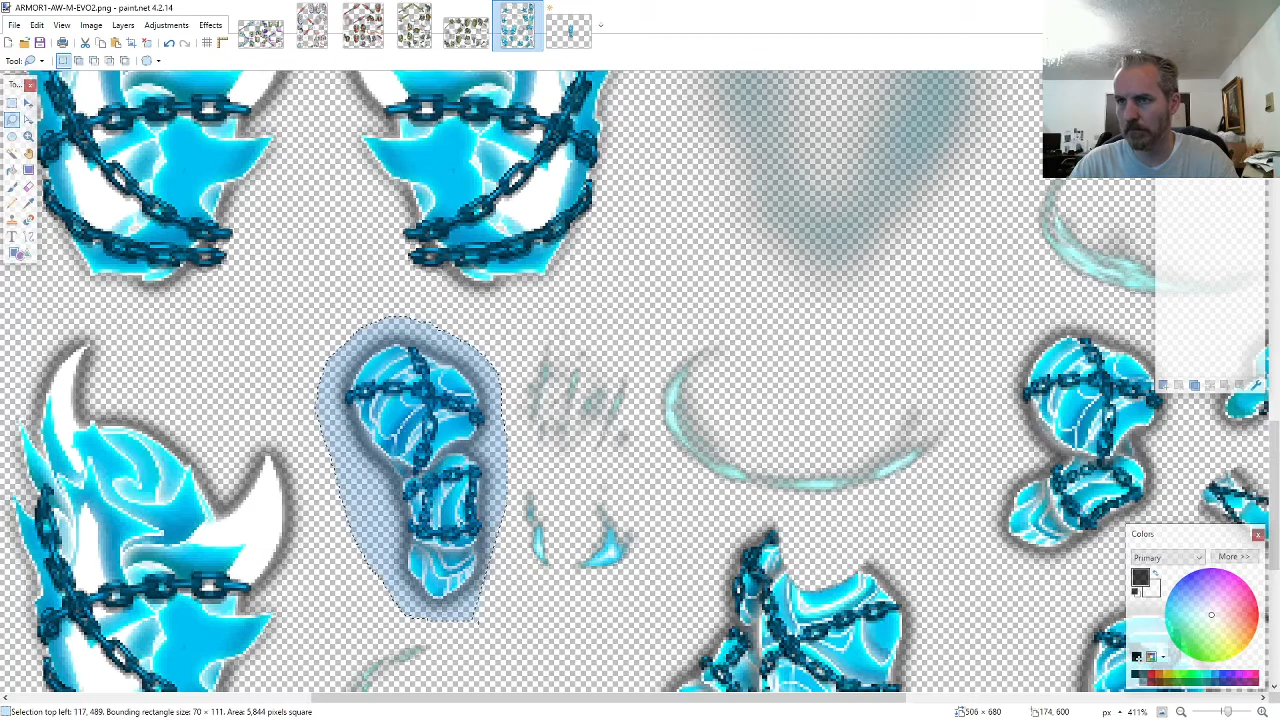 ARMOR1-AW-M-EVO2.png - paint.net 4.2.14
File Edit View Image Layers Adjustments Effects
Tool:
To...
T
Colors
Primary
More >>
Selection top left: 117, 489. Bounding rectangle size: 70 × 111. Area: 5,844 pixels square
506 × 680
174, 600
px
411%